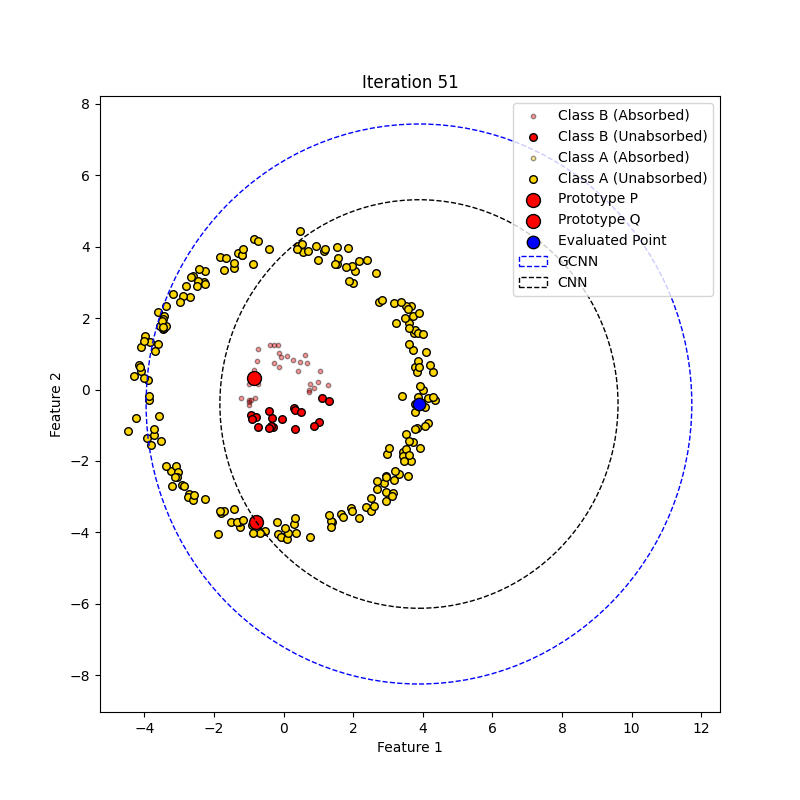 Iteration 51
Feature 2
8
6
4
2
0
−2
−4
−6
−8
Class B (Absorbed)
Class B (Unabsorbed)
Class A (Absorbed)
Class A (Unabsorbed)
Prototype P
Prototype Q
Evaluated Point
GCNN
CNN
−4 −2 0 2 4 6 8 10 12
Feature 1